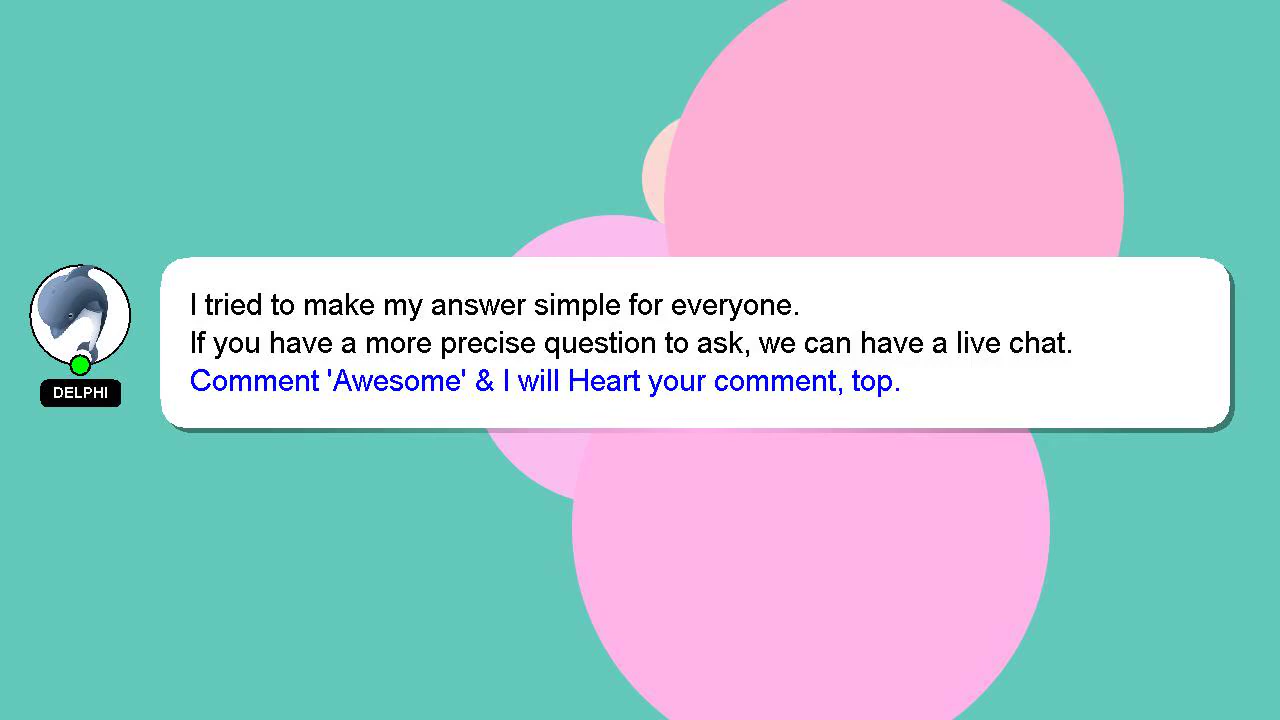 I tried to make my answer simple for everyone.
If you have a more precise question to ask, we can have a live chat.
Comment 'Awesome' & I will Heart your comment, top.
DELPHI